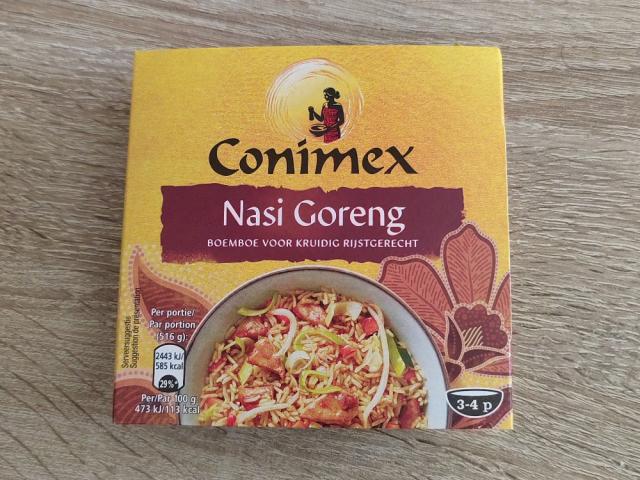 Conimex
Nasi Goreng
BOEMBOE VOOR KRUIDIG RIJSTGERECHT
Serveersuggestie
Suggestion de présentation
Per portie/
Par portion
(516 g):
2443 kJ/
585 kcal
29%*
Per/Par 100 g:
473 kJ/113 kcal
3-4 p